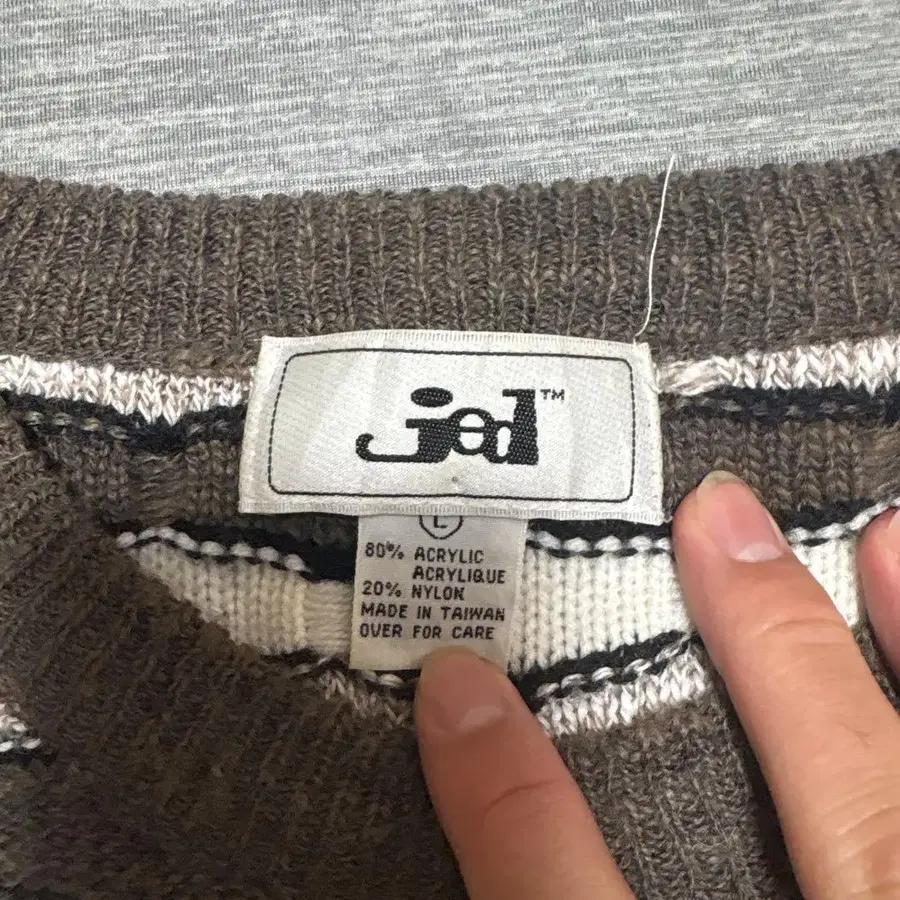 jed™
L
80% ACRYLIC
ACRYLIQUE
20% NYLON
MADE IN TAIWAN
OVER FOR CARE